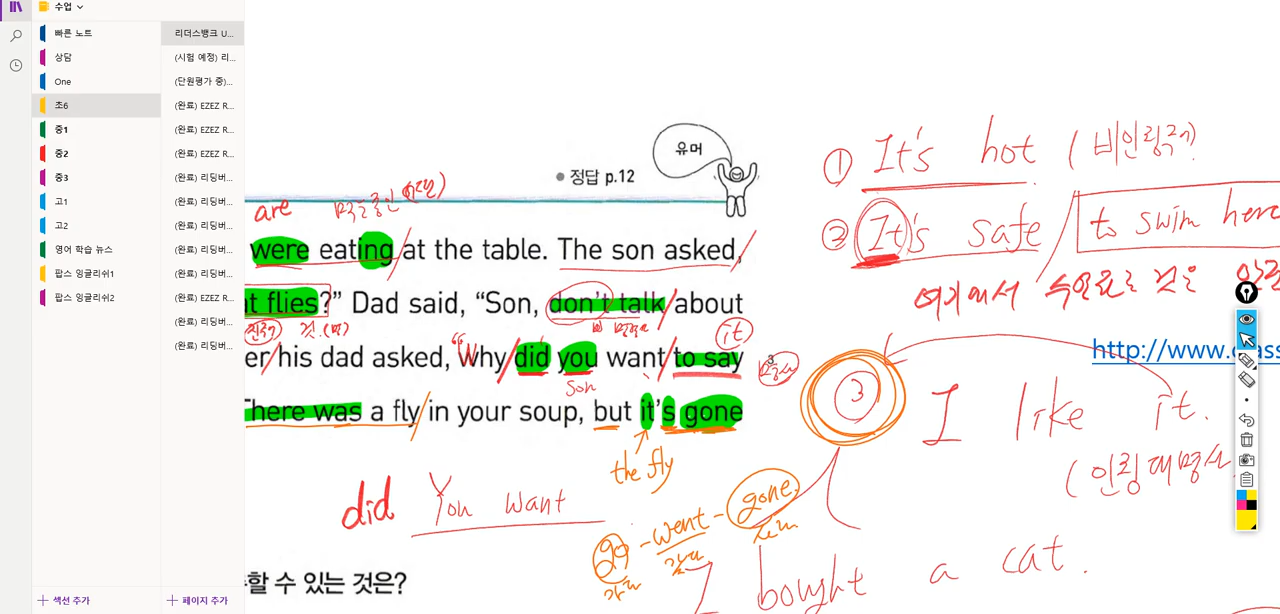 수업
빠른 노트
상담
One
초6
중1
중2
중3
고1
고2
영어 학습 뉴스
팝스 잉글리쉬1
팝스 잉글리쉬2
섹션 추가
리더스뱅크 U...
(시험 예정) 리...
(단원평가 중)...
(완료) EZEZ R...
(완료) EZEZ R...
(완료) EZEZ R...
(완료) 리딩버...
(완료) 리딩버...
(완료) 리딩버...
(완료) 리딩버...
(완료) 리딩버...
(완료) EZEZ R...
(완료) 리딩버...
(완료) 리딩버...
페이지 추가
유머
정답 p.12
are
were eating at the table. The son asked,
t flies?” Dad said, “Son, don’t talk about
것
it
er his dad asked, “Why did you want to say
son
There was a fly in your soup, but it’s gone
the fly
did You want
go - went - gone
할 수 있는 것은?
① It's hot (비인칭주어
② It's safe / to swim here
여기에서 수영하는 것은 안전
http://www.c
③ I like it.
(인칭대명사
I bought a cat.